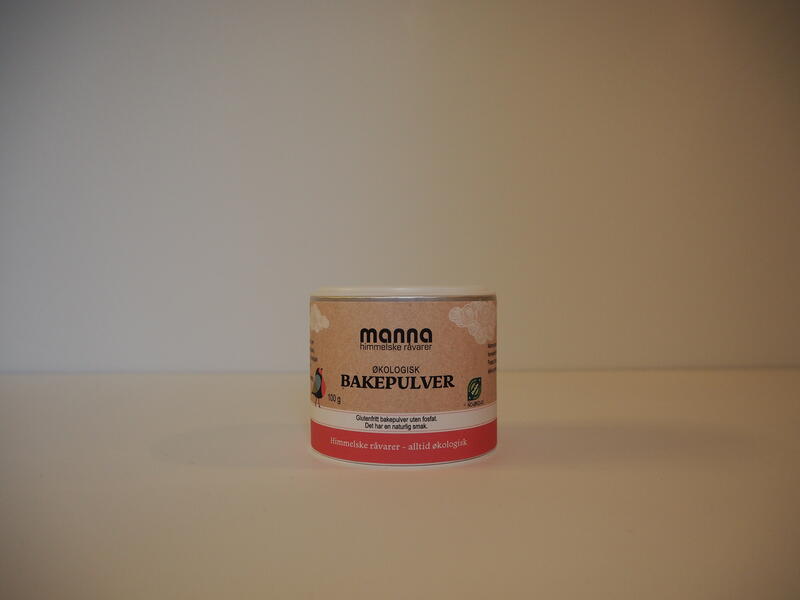 manna
himmelske råvarer
ØKOLOGISK
BAKEPULVER
100 g
Glutenfritt bakepulver uten fosfat.
Det har en naturlig smak.
Himmelske råvarer - alltid økologisk